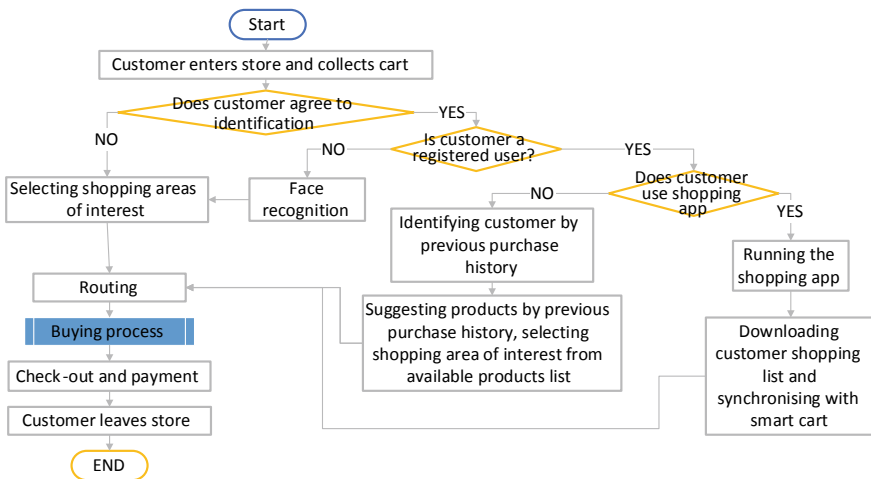 Start
Customer enters store and collects cart
Does customer agree to
identification
YES
NO
Is customer a
registered user?
NO
YES
Selecting shopping areas
of interest
Face
recognition
Does customer
use shopping
app
NO
YES
Identifying customer by
previous purchase
history
Running the
shopping app
Routing
Suggesting products by previous
purchase history, selecting
shopping area of interest from
available products list
Downloading
customer shopping
list and
synchronising with
smart cart
Buying process
Check-out and payment
Customer leaves store
END